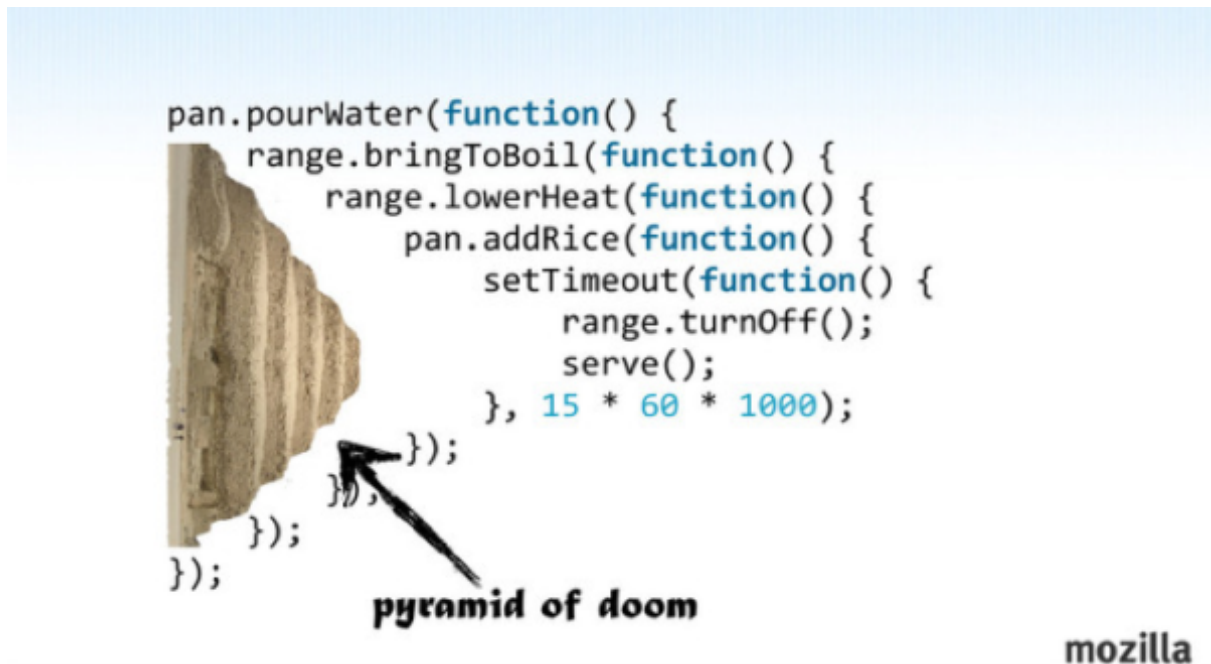 pan.pourWater(function() {
range.bringToBoil(function() {
range.lowerHeat(function() {
pan.addRice(function() {
setTimeout(function() {
range.turnOff();
serve();
}, 15 * 60 * 1000);
});
});
});
});
pyramid of doom
mozilla